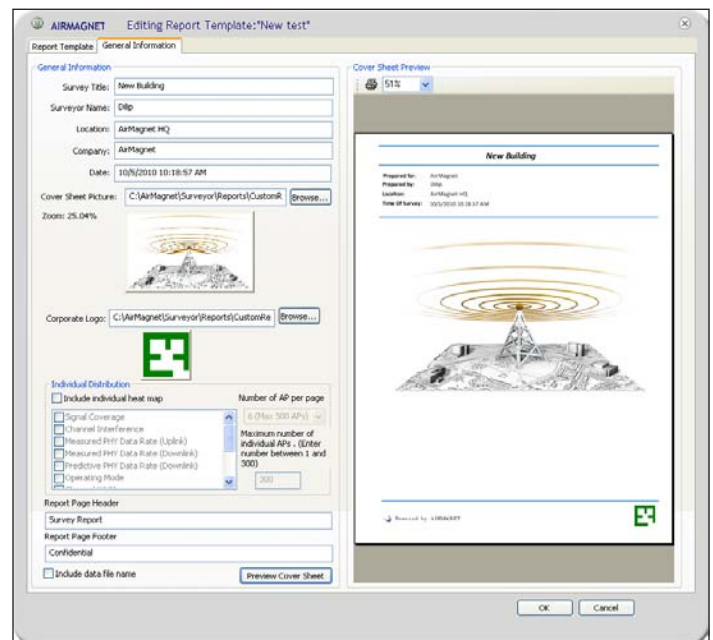 AIRMAGNET Editing Report Template:"New test"
Report Template General Information
General Information
Survey Title: New Building
Surveyor Name: Dilip
Location: AirMagnet HQ
Company: AirMagnet
Date: 10/5/2010 10:18:57 AM
Cover Sheet Picture: C:\AirMagnet\Surveyor\Reports\CustomR Browse...
Zoom: 25.04%
Corporate Logo: C:\AirMagnet\Surveyor\Reports\CustomRe Browse...
Individual Distribution
Include individual heat map
Signal Coverage
Channel Interference
Measured PHY Data Rate (Uplink)
Measured PHY Data Rate (Downlink)
Predictive PHY Data Rate (Downlink)
Operating Mode
Number of AP per page
6 (Max 300 APs)
Maximum number of
individual APs . (Enter
number between 1 and
300)
300
Report Page Header
Survey Report
Report Page Footer
Confidential
Include data file name
Preview Cover Sheet
Cover Sheet Preview
51%
New Building
Prepared for: AirMagnet
Prepared by: Dilip
Location: AirMagnet HQ
Time Of Survey: 10/5/2010 10:18:57 AM
Powered by AIRMAGNET
OK Cancel